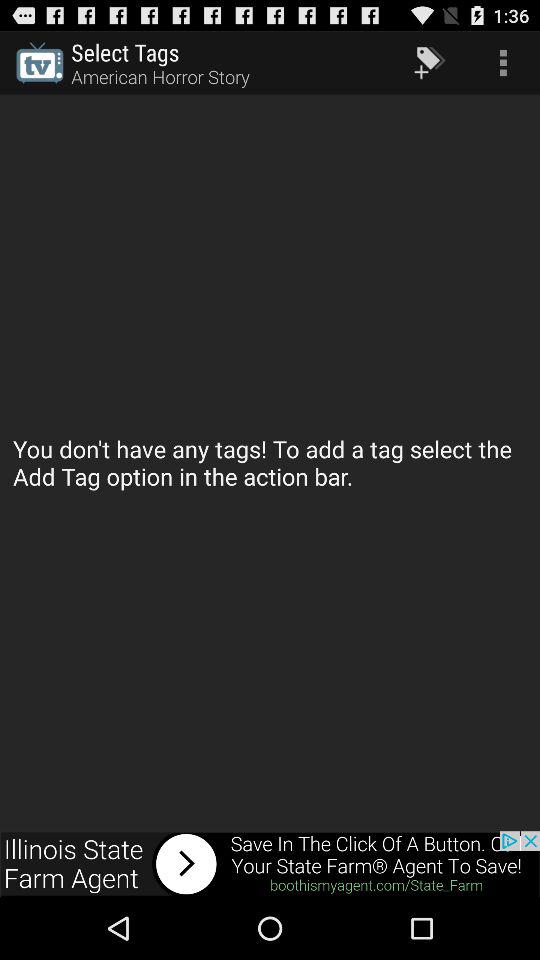 1:36
tv
Select Tags
American Horror Story
You don't have any tags! To add a tag select the
Add Tag option in the action bar.
Illinois State
Farm Agent
Save In The Click Of A Button.
Your State Farm® Agent To Save!
boothismyagent.com/State_Farm